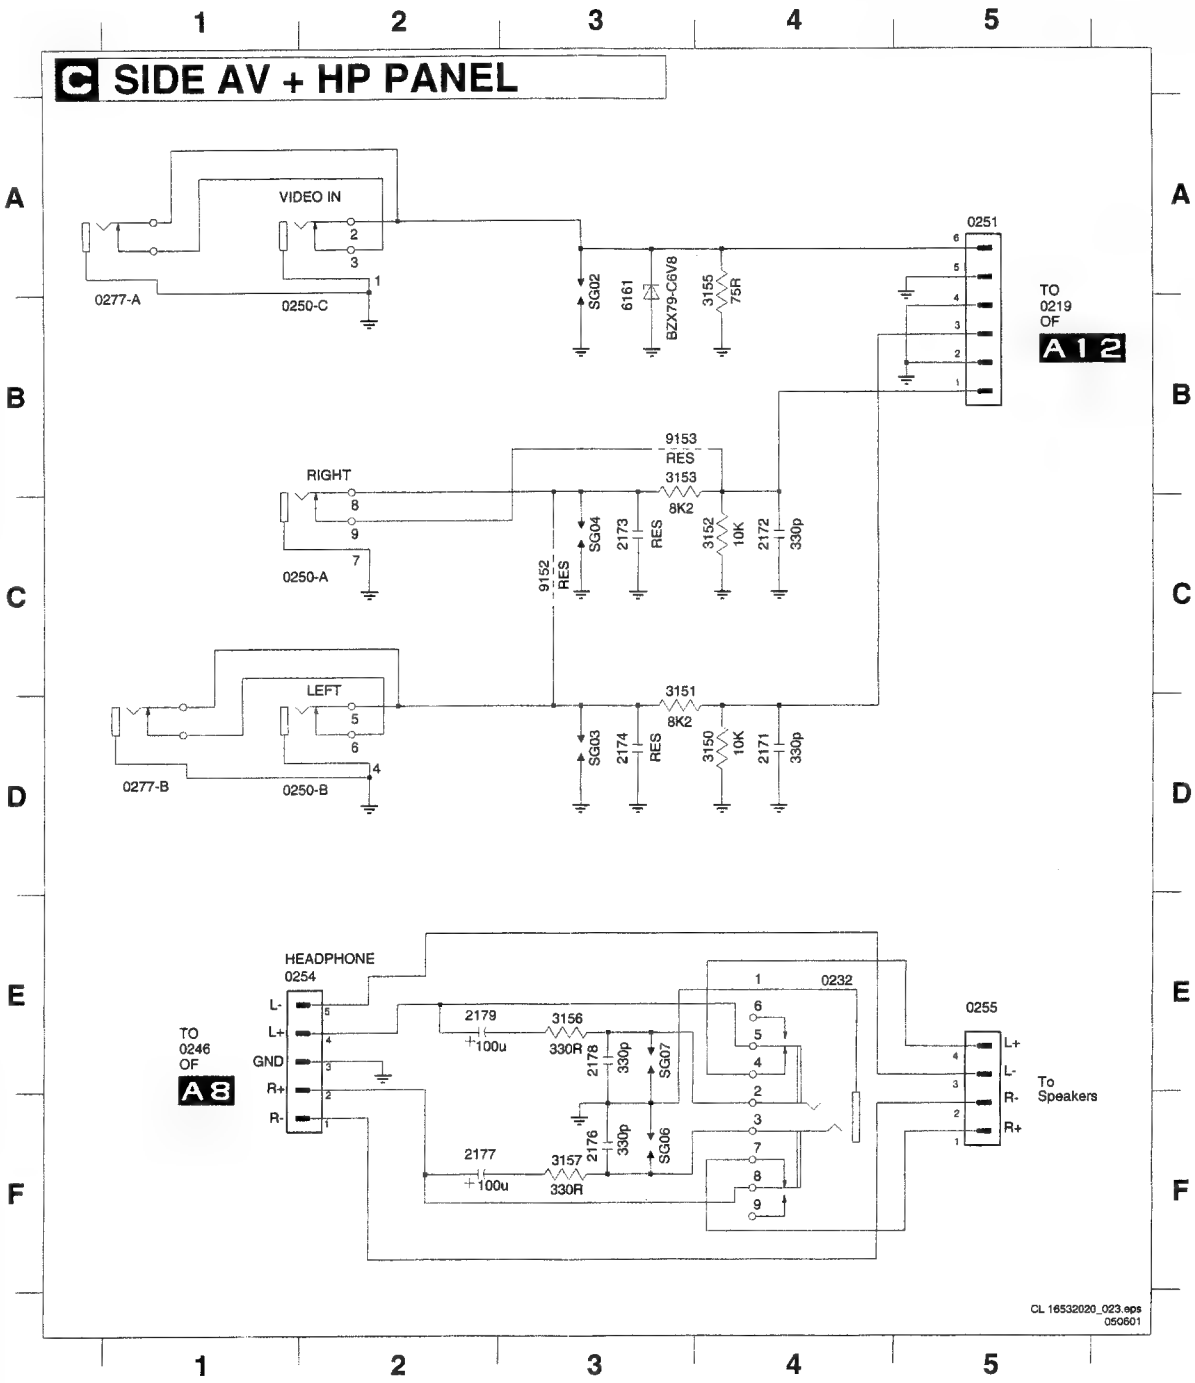 1 2 3 4 5
C SIDE AV + HP PANEL
A A
VIDEO IN
2
3
1
0277-A
0250-C
SG02
6161
BZX79-C6V8
3155
75R
0251
6
5
4
3
2
1
TO
0219
OF
A12
B B
9153
RES
RIGHT
8
9
7
0250-A
3153
8K2
9152
RES
SG04
2173
RES
3152
10K
2172
330p
C C
LEFT
5
6
4
0277-B
0250-B
3151
8K2
SG03
2174
RES
3150
10K
2171
330p
D D
HEADPHONE
0254
L- 5
L+ 4
GND 3
R+ 2
R- 1
TO
0246
OF
A8
E E
2179
+100u
3156
330R
2178
330p
SG07
2176
330p
SG06
2177
+100u
3157
330R
1
0232
6
5
4
2
3
7
8
9
0255
4 L+
3 L-
2 R-
1 R+
To
Speakers
F F
CL 16532020_023.eps
050601
1 2 3 4 5